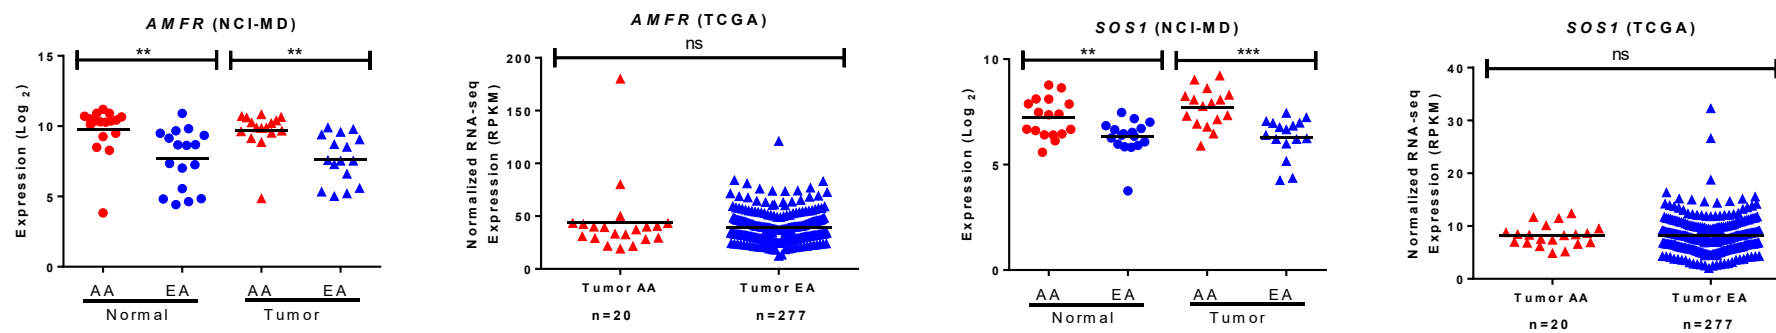 AMFR (NCI-MD)
** **
Expression (Log 2)
15
10
5
0
AA EA AA EA
Normal Tumor
AMFR (TCGA)
ns
Normalized RNA-seq
Expression (RPKM)
200
150
100
50
0
Tumor AA Tumor EA
n=20 n=277
SOS1 (NCI-MD)
** ***
Expression (Log 2)
10
5
0
AA EA AA EA
Normal Tumor
SOS1 (TCGA)
ns
Normalized RNA-seq
Expression (RPKM)
40
30
20
10
0
Tumor AA Tumor EA
n=20 n=277